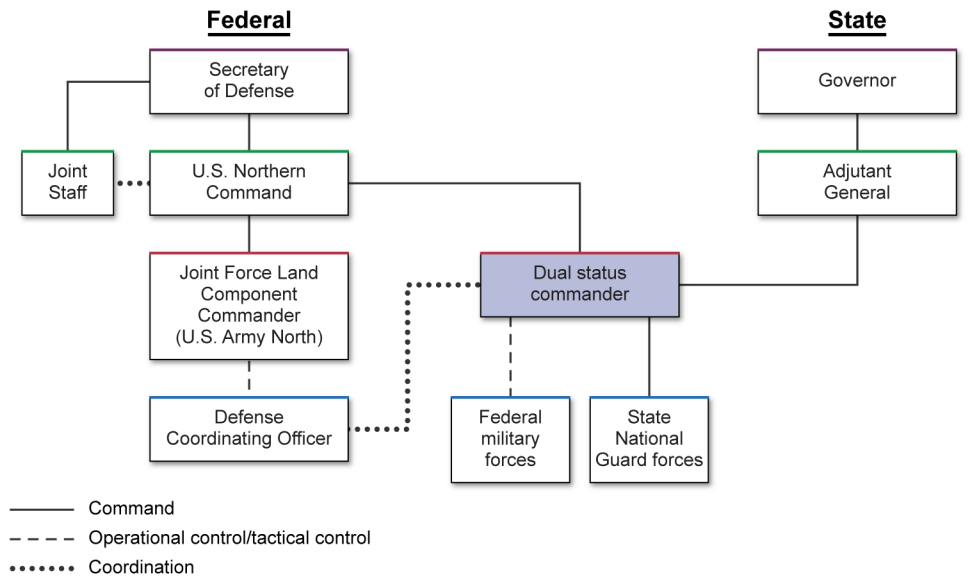 Federal
State
Secretary
of Defense
Governor
Joint
Staff
U.S. Northern
Command
Adjutant
General
Joint Force Land
Component
Commander
(U.S. Army North)
Dual status
commander
Defense
Coordinating Officer
Federal
military
forces
State
National
Guard forces
Command
Operational control/tactical control
Coordination